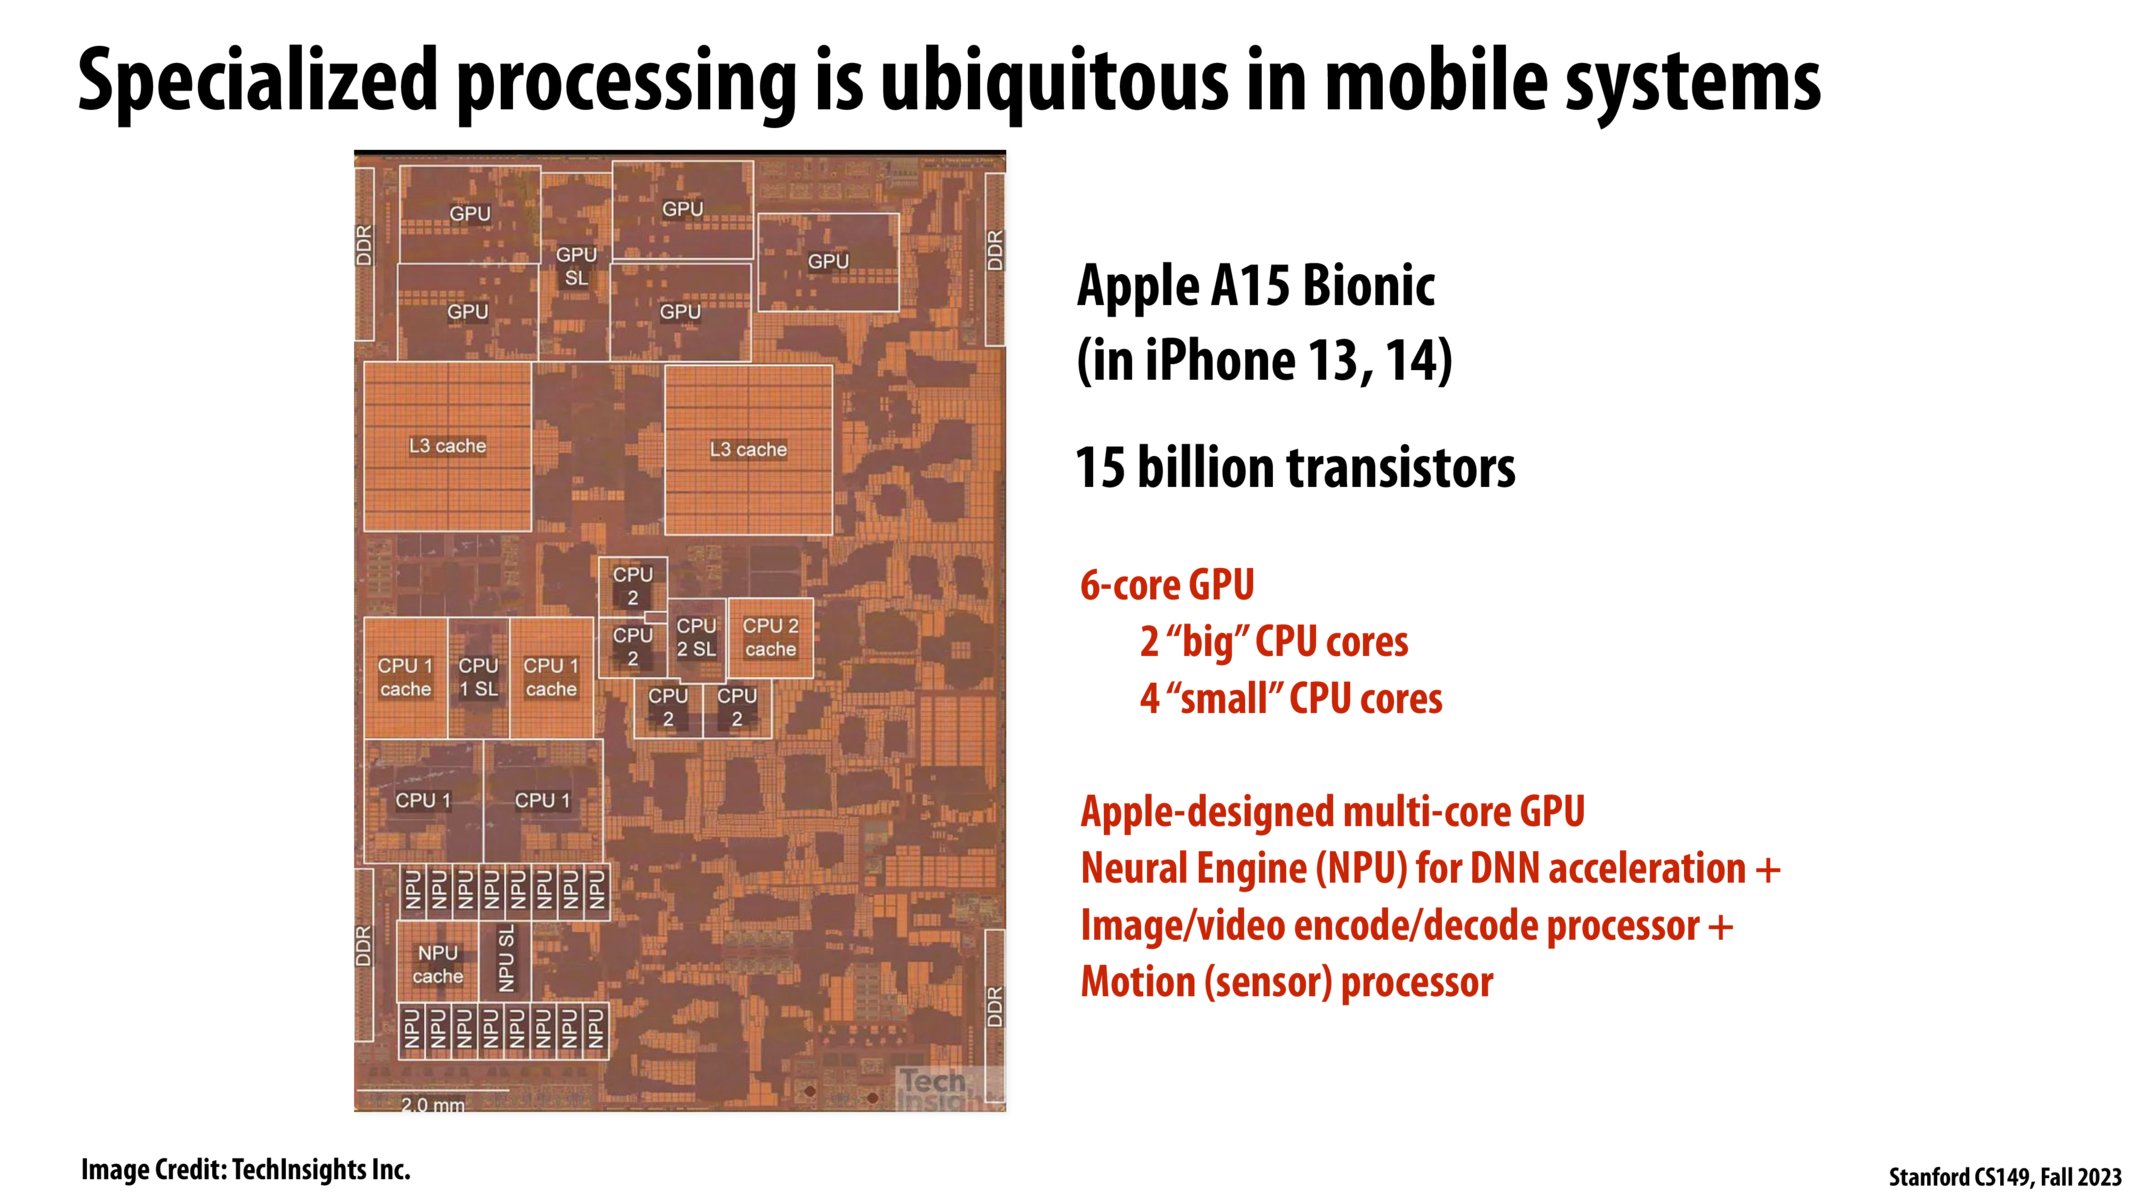 Specialized processing is ubiquitous in mobile systems
GPU
GPU
GPU
GPU
SL
GPU
GPU
DDR
DDR
L3 cache
L3 cache
CPU
2
CPU
2
CPU
2 SL
CPU 2
cache
CPU 1
cache
CPU
1 SL
CPU 1
cache
CPU
2
CPU
2
CPU 1
CPU 1
NPU
NPU
NPU
NPU
NPU
NPU
NPU
NPU
DDR
NPU
cache
NPU SL
DDR
NPU
NPU
NPU
NPU
NPU
NPU
NPU
NPU
2.0 mm
Tech
Insights
Apple A15 Bionic
(in iPhone 13, 14)
15 billion transistors
6-core GPU
2 “big” CPU cores
4 “small” CPU cores
Apple-designed multi-core GPU
Neural Engine (NPU) for DNN acceleration +
Image/video encode/decode processor +
Motion (sensor) processor
Image Credit: TechInsights Inc.
Stanford CS149, Fall 2023